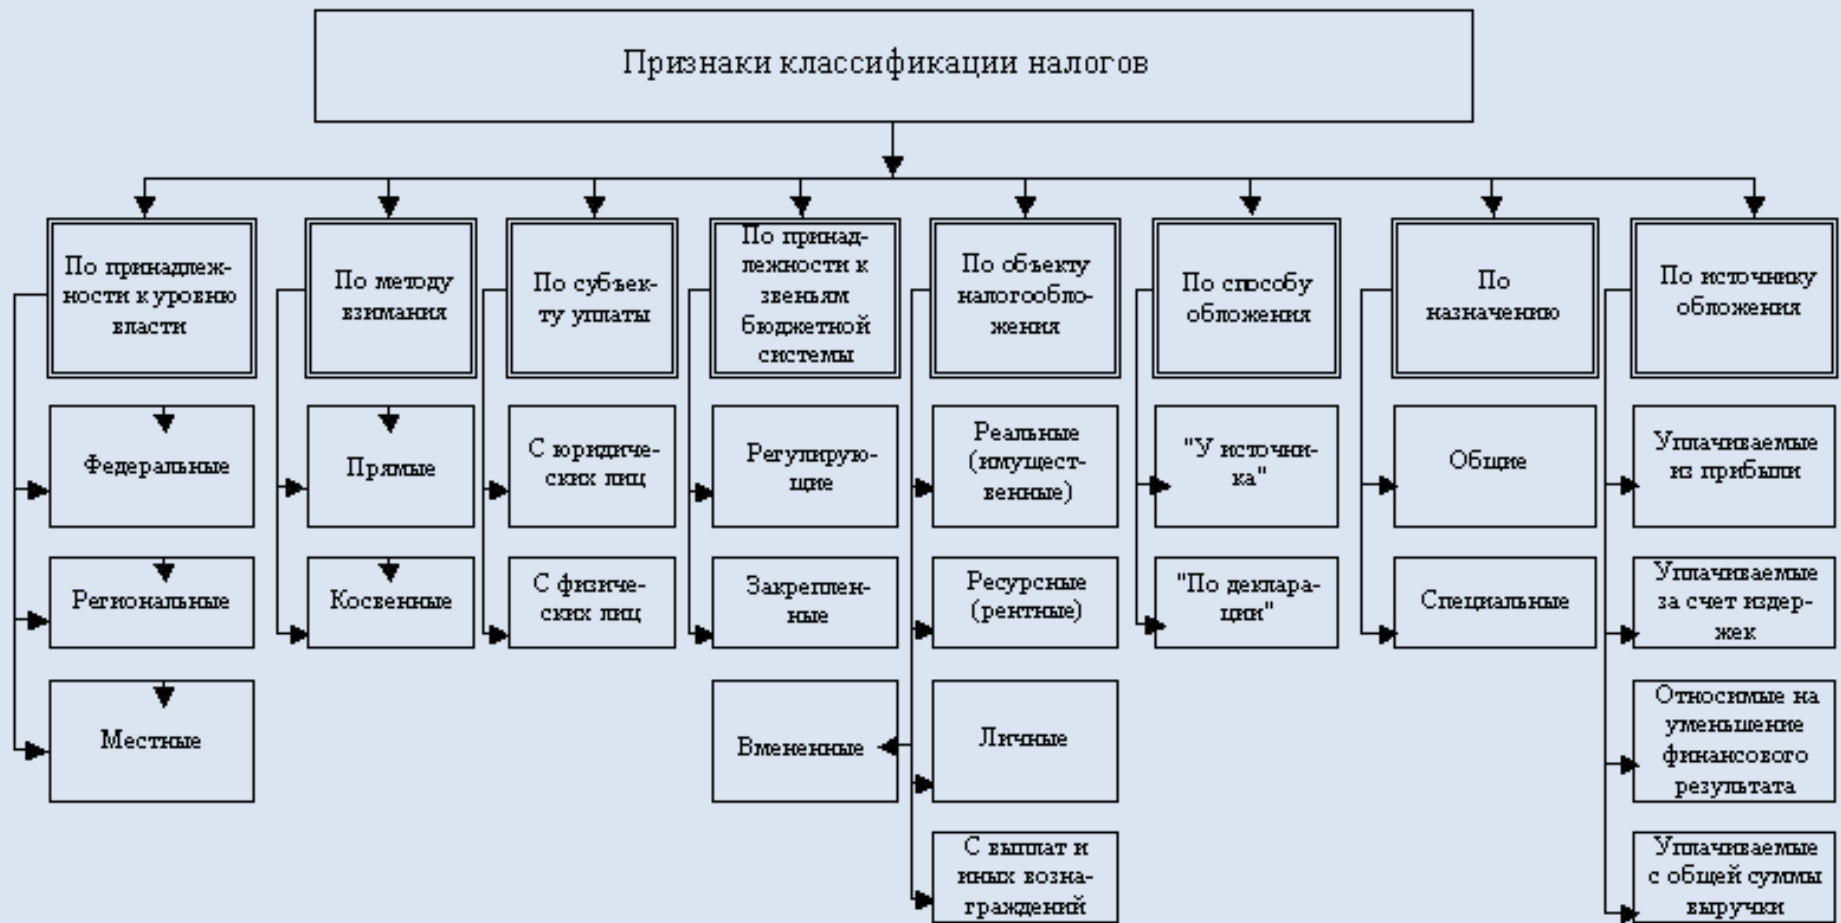 Признаки классификации налогов
По принадлеж-
ности к уровню
власти
По методу
взимания
По субъек-
ту уплаты
По принад-
лежности к
звеньям
бюджетной
системы
По объекту
налогообло-
жения
По способу
обложения
По
назначению
По источнику
обложения
Федеральные
Прямые
С юридиче-
ских лиц
Регулирую-
щие
Реальные
(имущест-
венные)
"У источни-
ка"
Общие
Уплачиваемые
из прибыли
Региональные
Косвенные
С физиче-
ских лиц
Закреплен-
ные
Ресурсные
(рентные)
"По деклара-
ции"
Специальные
Уплачиваемые
за счет издер-
жек
Местные
Вмененные
Личные
Относимые на
уменьшение
финансового
результата
С выплат и
иных возна-
граждений
Уплачиваемые
с общей суммы
выручки